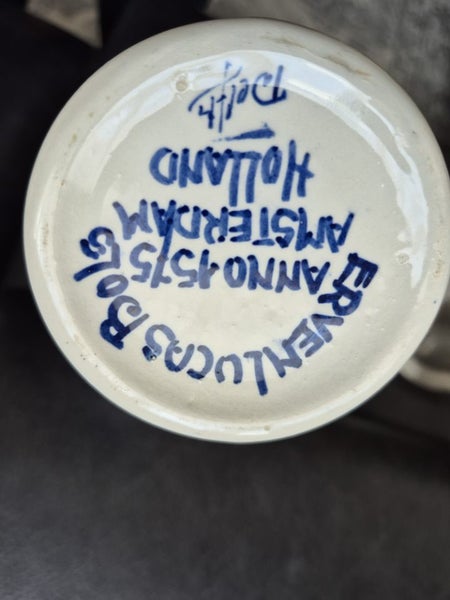 ERVEN LUCAS BOLS
ANNO 1575
AMSTERDAM
HOLLAND
Delft